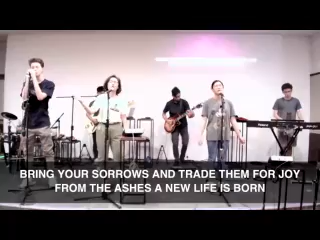 BRING YOUR SORROWS AND TRADE THEM FOR JOY
FROM THE ASHES A NEW LIFE IS BORN